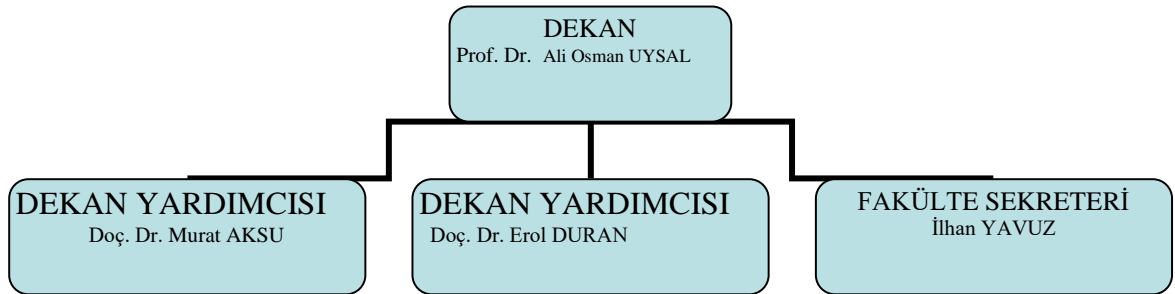 DEKAN
Prof. Dr. Ali Osman UYSAL
DEKAN YARDIMCISI
Doç. Dr. Murat AKSU
DEKAN YARDIMCISI
Doç. Dr. Erol DURAN
FAKÜLTE SEKRETERİ
İlhan YAVUZ